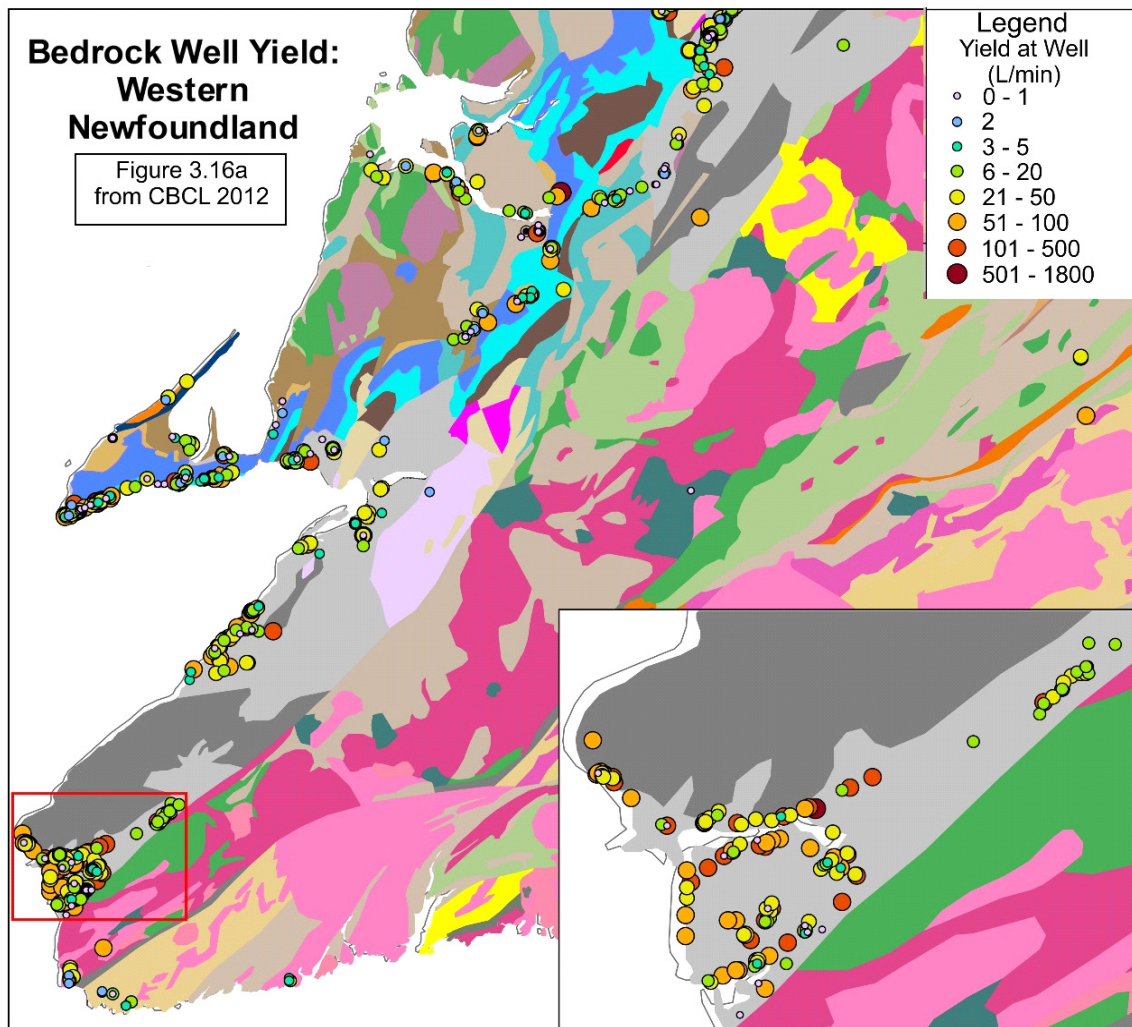 Bedrock Well Yield:
Western
Newfoundland
Figure 3.16a
from CBCL 2012
Legend
Yield at Well
(L/min)
0 - 1
2
3 - 5
6 - 20
21 - 50
51 - 100
101 - 500
501 - 1800